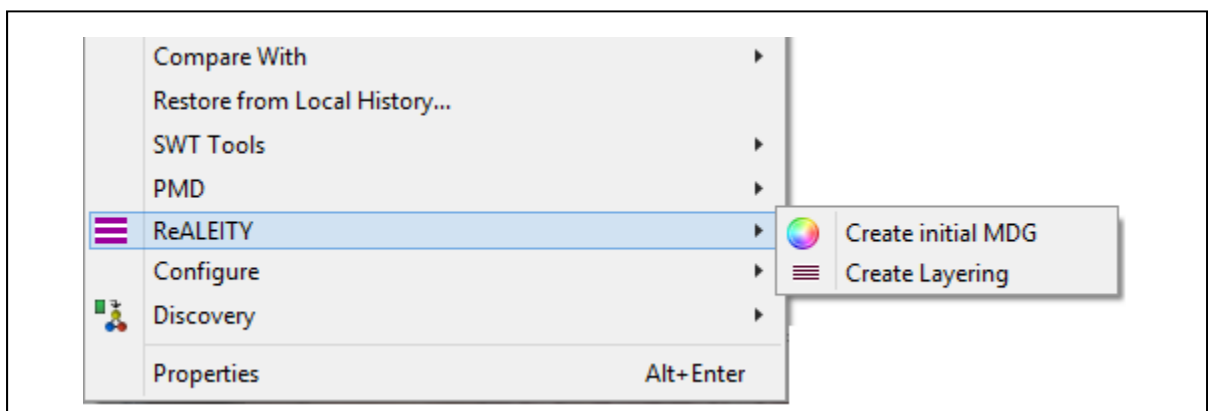 Compare With
Restore from Local History...
SWT Tools
PMD
ReALEITY
Create initial MDG
Configure
Create Layering
Discovery
Properties Alt+Enter